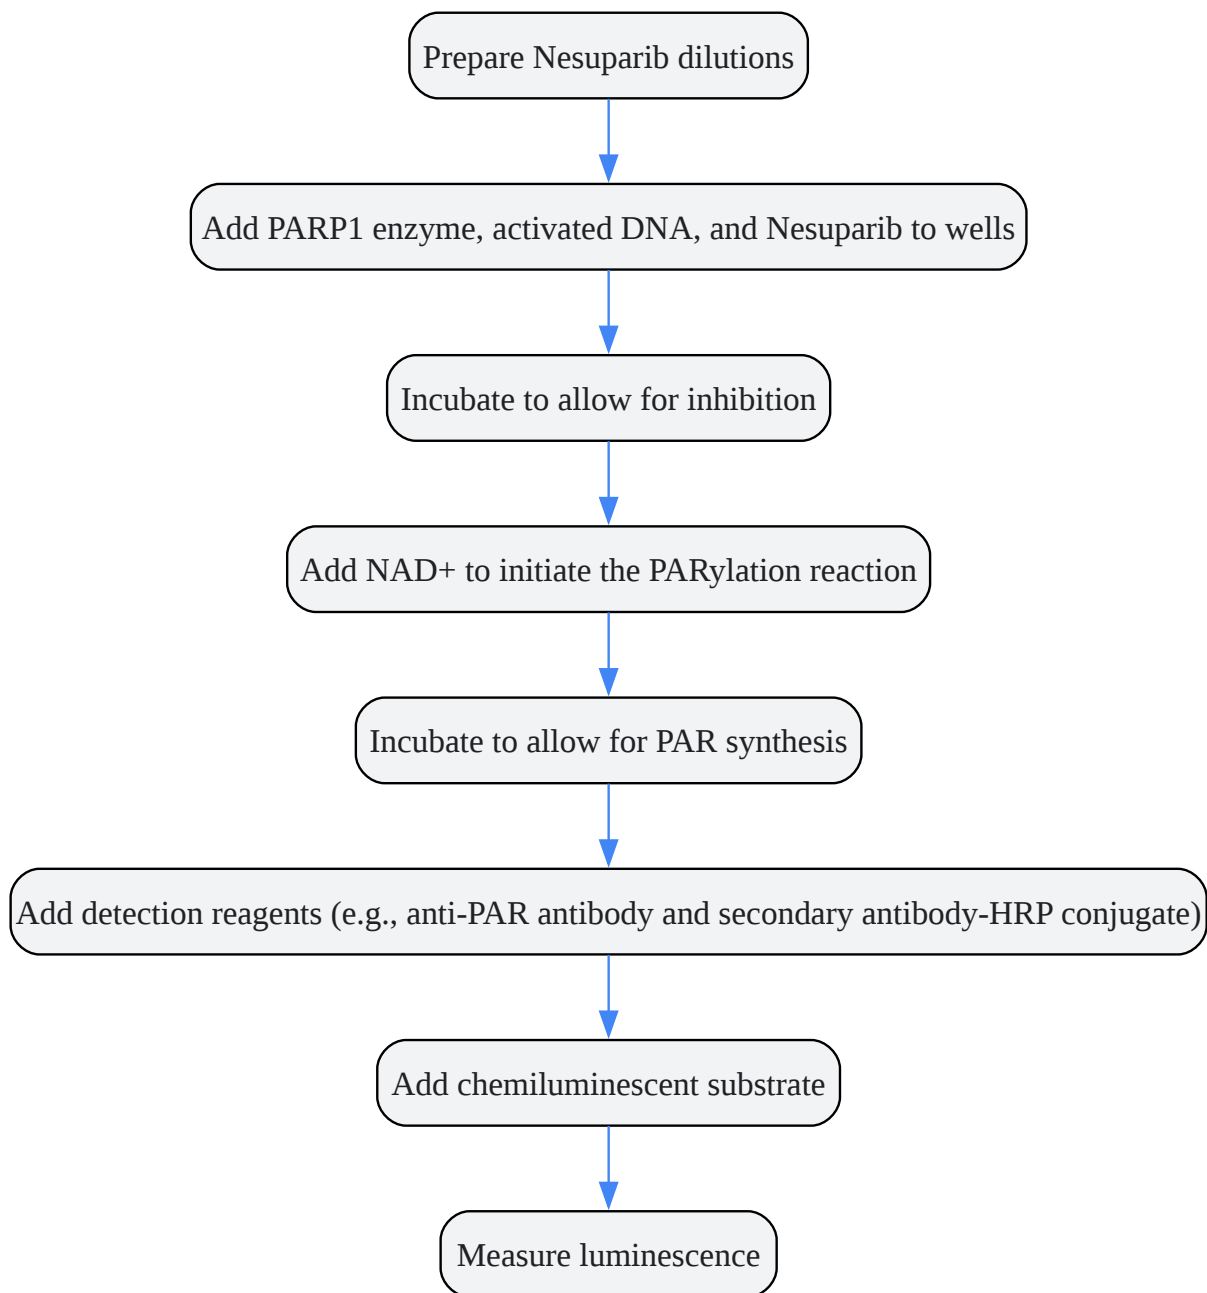 Prepare Nesuparib dilutions
Add PARP1 enzyme, activated DNA, and Nesuparib to wells
Incubate to allow for inhibition
Add NAD+ to initiate the PARylation reaction
Incubate to allow for PAR synthesis
Add detection reagents (e.g., anti-PAR antibody and secondary antibody-HRP conjugate)
Add chemiluminescent substrate
Measure luminescence